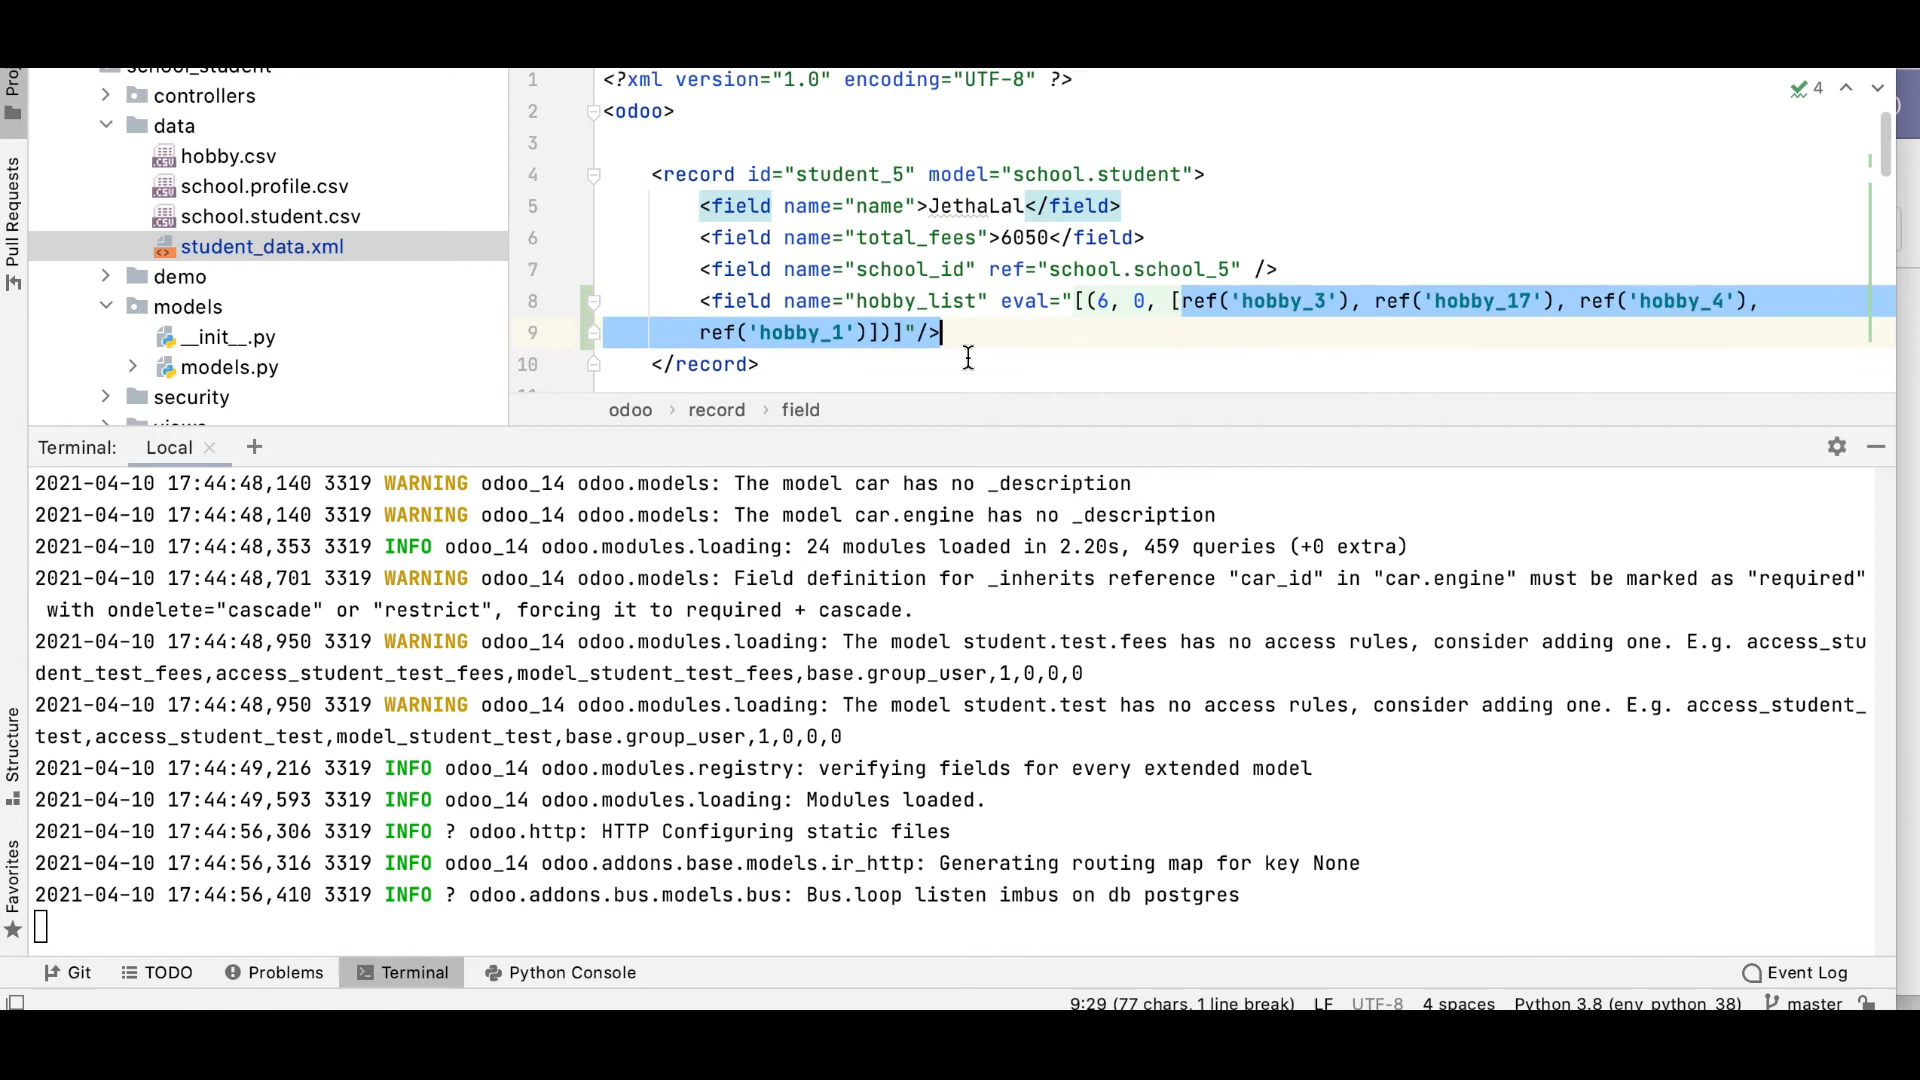 Proj
Pull Requests
Structure
Favorites
school_student
controllers
data
hobby.csv
school.profile.csv
school.student.csv
student_data.xml
demo
models
__init__.py
models.py
security
views
1 <?xml version="1.0" encoding="UTF-8" ?>
2 <odoo>
3
4 <record id="student_5" model="school.student">
5 <field name="name">JethaLal</field>
6 <field name="total_fees">6050</field>
7 <field name="school_id" ref="school.school_5" />
8 <field name="hobby_list" eval="[(6, 0, [ref('hobby_3'), ref('hobby_17'), ref('hobby_4'),
9 ref('hobby_1')])]"/>
10 </record>
4
odoo > record > field
Terminal: Local × +
2021-04-10 17:44:48,140 3319 WARNING odoo_14 odoo.models: The model car has no _description
2021-04-10 17:44:48,140 3319 WARNING odoo_14 odoo.models: The model car.engine has no _description
2021-04-10 17:44:48,353 3319 INFO odoo_14 odoo.modules.loading: 24 modules loaded in 2.20s, 459 queries (+0 extra)
2021-04-10 17:44:48,701 3319 WARNING odoo_14 odoo.models: Field definition for _inherits reference "car_id" in "car.engine" must be marked as "required"
with ondelete="cascade" or "restrict", forcing it to required + cascade.
2021-04-10 17:44:48,950 3319 WARNING odoo_14 odoo.modules.loading: The model student.test.fees has no access rules, consider adding one. E.g. access_stu
dent_test_fees,access_student_test_fees,model_student_test_fees,base.group_user,1,0,0,0
2021-04-10 17:44:48,950 3319 WARNING odoo_14 odoo.modules.loading: The model student.test has no access rules, consider adding one. E.g. access_student_
test,access_student_test,model_student_test,base.group_user,1,0,0,0
2021-04-10 17:44:49,216 3319 INFO odoo_14 odoo.modules.registry: verifying fields for every extended model
2021-04-10 17:44:49,593 3319 INFO odoo_14 odoo.modules.loading: Modules loaded.
2021-04-10 17:44:56,306 3319 INFO ? odoo.http: HTTP Configuring static files
2021-04-10 17:44:56,316 3319 INFO odoo_14 odoo.addons.base.models.ir_http: Generating routing map for key None
2021-04-10 17:44:56,410 3319 INFO ? odoo.addons.bus.models.bus: Bus.loop listen imbus on db postgres
Git TODO Problems Terminal Python Console Event Log
9:29 (77 chars, 1 line break) LF UTF-8 4 spaces Python 3.8 (env_python_38) master